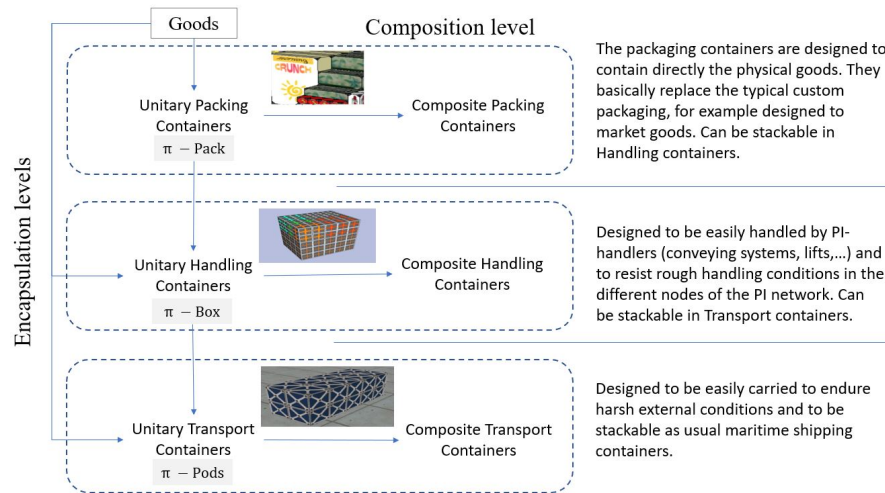 Goods
Composition level
Encapsulation levels
CRUNCH
Unitary Packing
Containers
π – Pack
Composite Packing
Containers
The packaging containers are designed to
contain directly the physical goods. They
basically replace the typical custom
packaging, for example designed to
market goods. Can be stackable in
Handling containers.
Unitary Handling
Containers
π – Box
Composite Handling
Containers
Designed to be easily handled by PI-
handlers (conveying systems, lifts,...) and
to resist rough handling conditions in the
different nodes of the PI network. Can
be stackable in Transport containers.
Unitary Transport
Containers
π – Pods
Composite Transport
Containers
Designed to be easily carried to endure
harsh external conditions and to be
stackable as usual maritime shipping
containers.